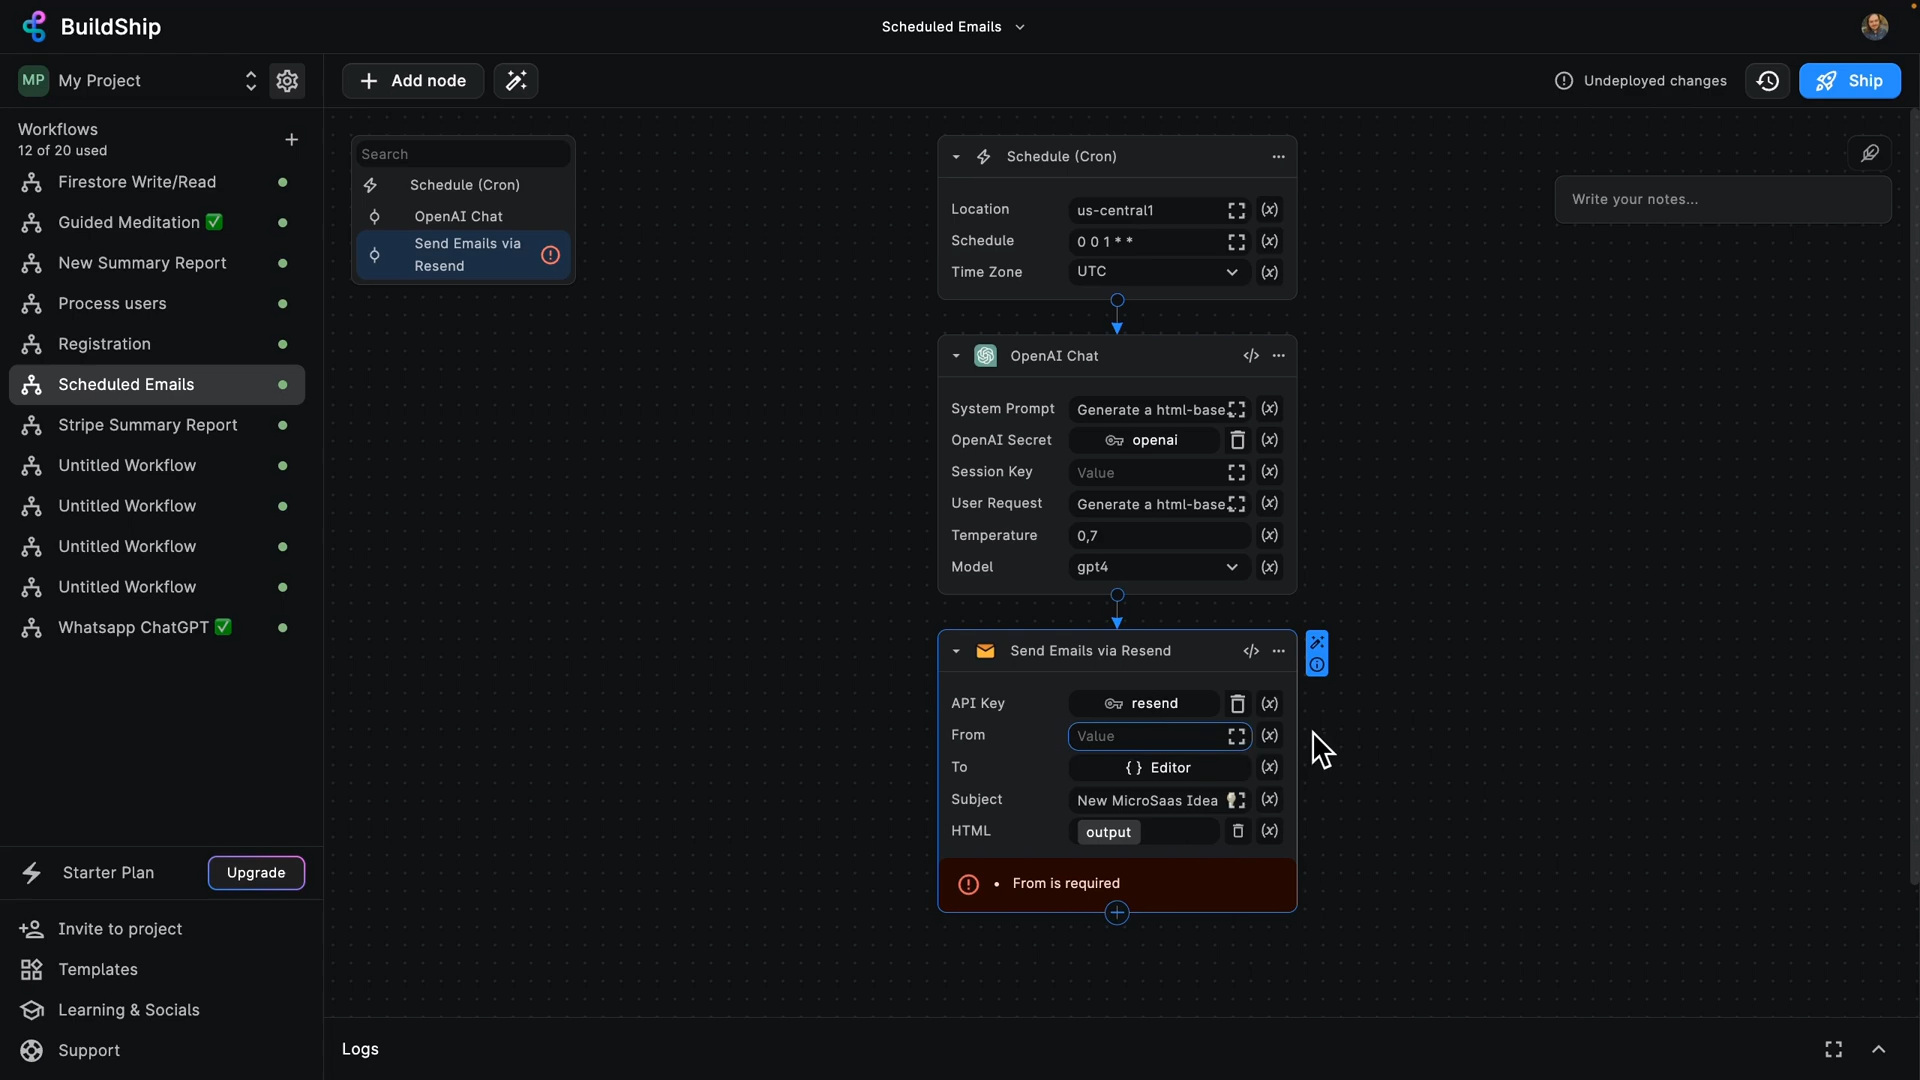 BuildShip
Scheduled Emails
MP My Project
Add node
Undeployed changes
Ship
Workflows
12 of 20 used
Firestore Write/Read
Guided Meditation ✅
New Summary Report
Process users
Registration
Scheduled Emails
Stripe Summary Report
Untitled Workflow
Untitled Workflow
Untitled Workflow
Untitled Workflow
Whatsapp ChatGPT ✅
Starter Plan
Upgrade
Invite to project
Templates
Learning & Socials
Support
Search
Schedule (Cron)
OpenAI Chat
Send Emails via
Resend
Schedule (Cron)
Location us-central1 (x)
Schedule 0 0 1 * * (x)
Time Zone UTC (x)
OpenAI Chat
System Prompt Generate a html-base (x)
OpenAI Secret openai (x)
Session Key Value (x)
User Request Generate a html-base (x)
Temperature 0,7 (x)
Model gpt4 (x)
Send Emails via Resend
API Key resend (x)
From Value (x)
To { } Editor (x)
Subject New MicroSaas Idea (x)
HTML output (x)
• From is required
Write your notes...
Logs